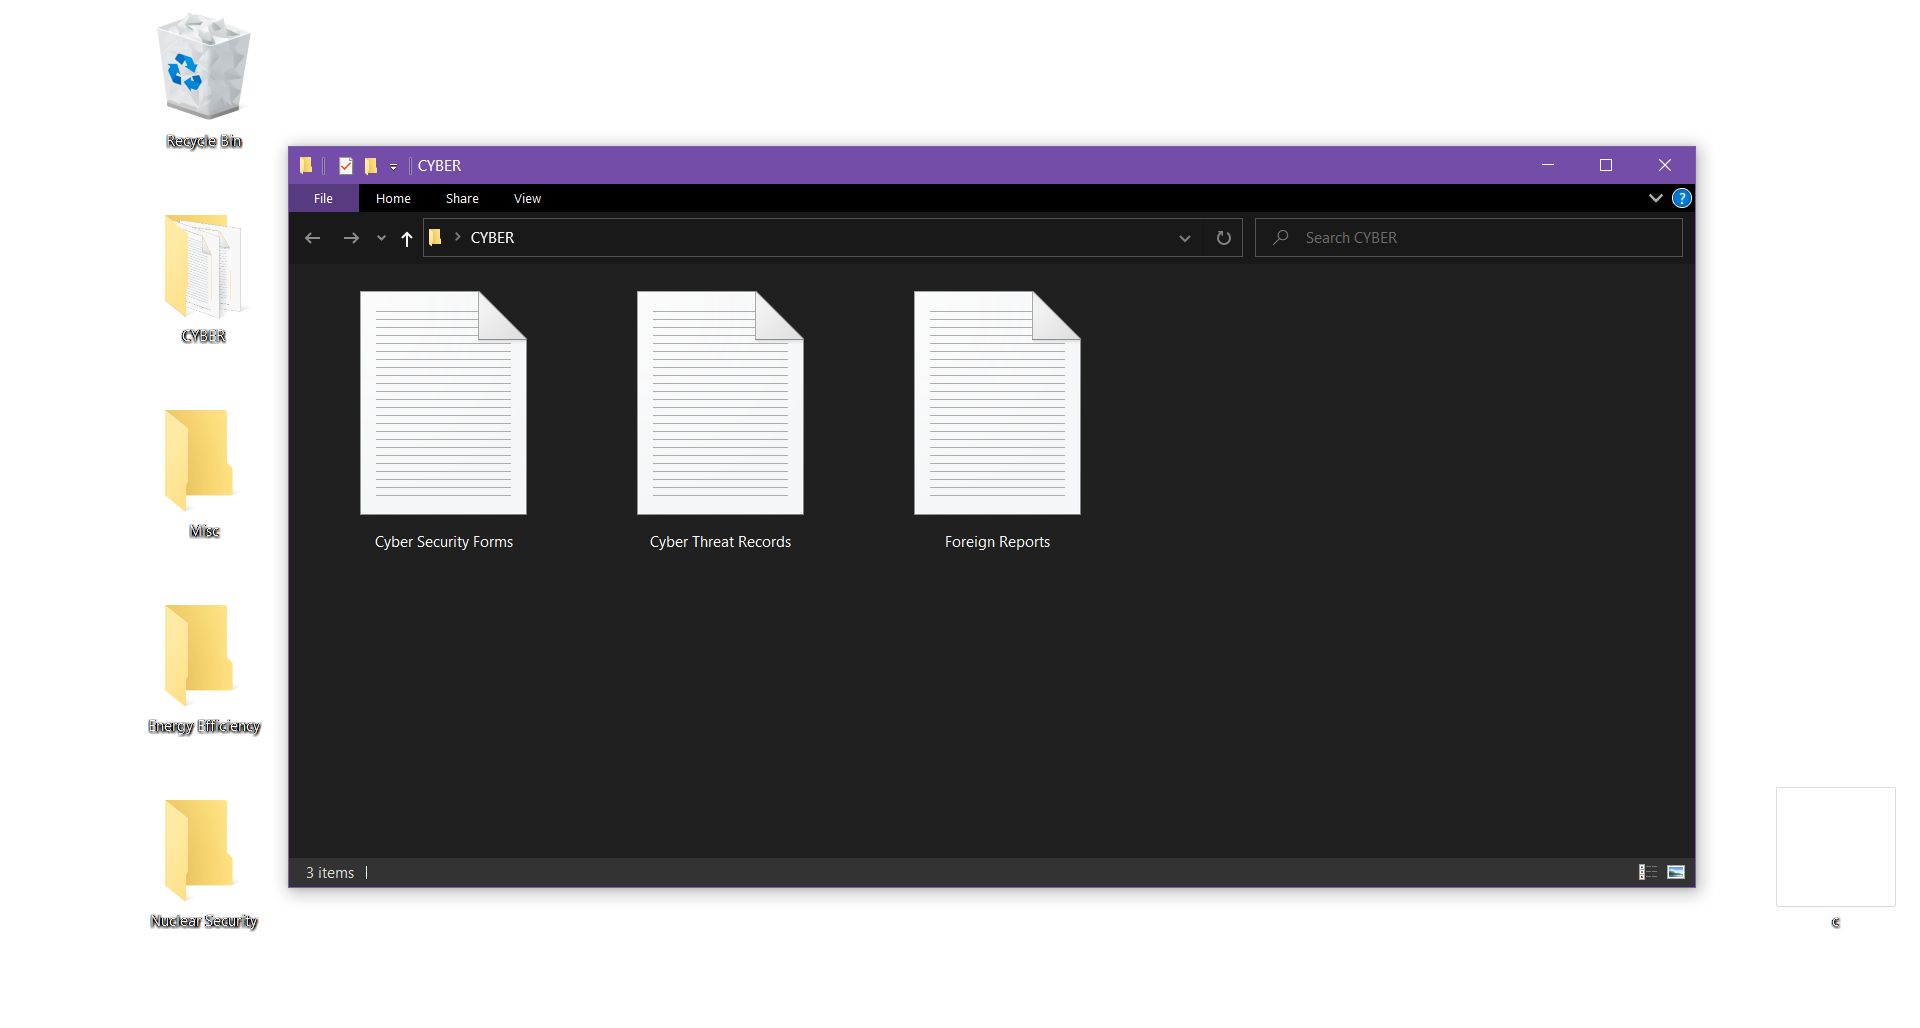 Recycle Bin
CYBER
Misc
Energy Efficiency
Nuclear Security
CYBER
File Home Share View
?
CYBER
Search CYBER
Cyber Security Forms
Cyber Threat Records
Foreign Reports
3 items
c